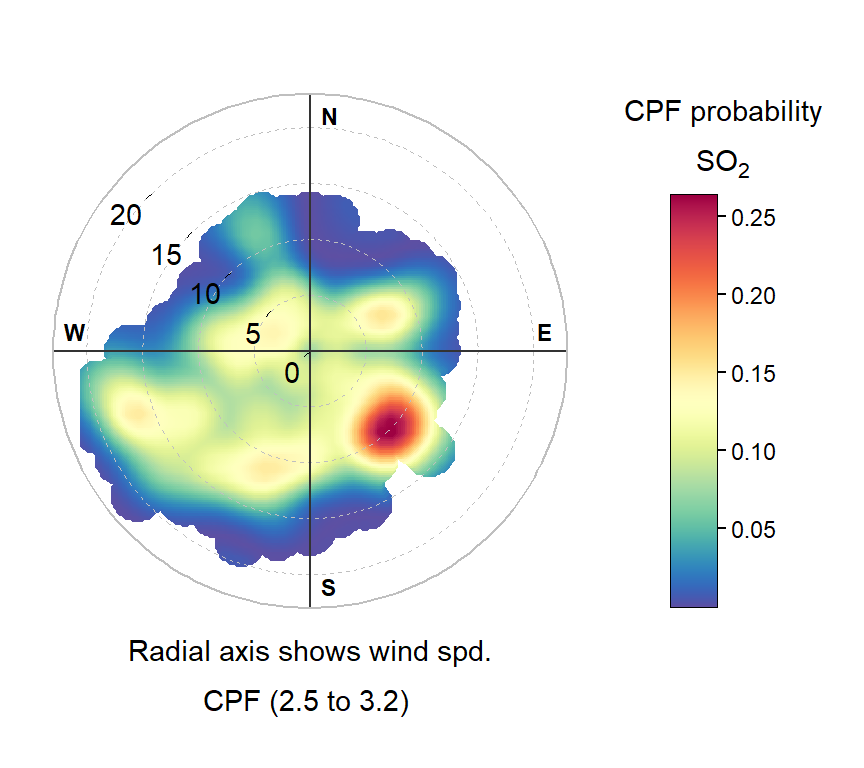 CPF probability
SO₂
N
20
15
10
5
0
W
E
S
0.25
0.20
0.15
0.10
0.05
Radial axis shows wind spd.
CPF (2.5 to 3.2)